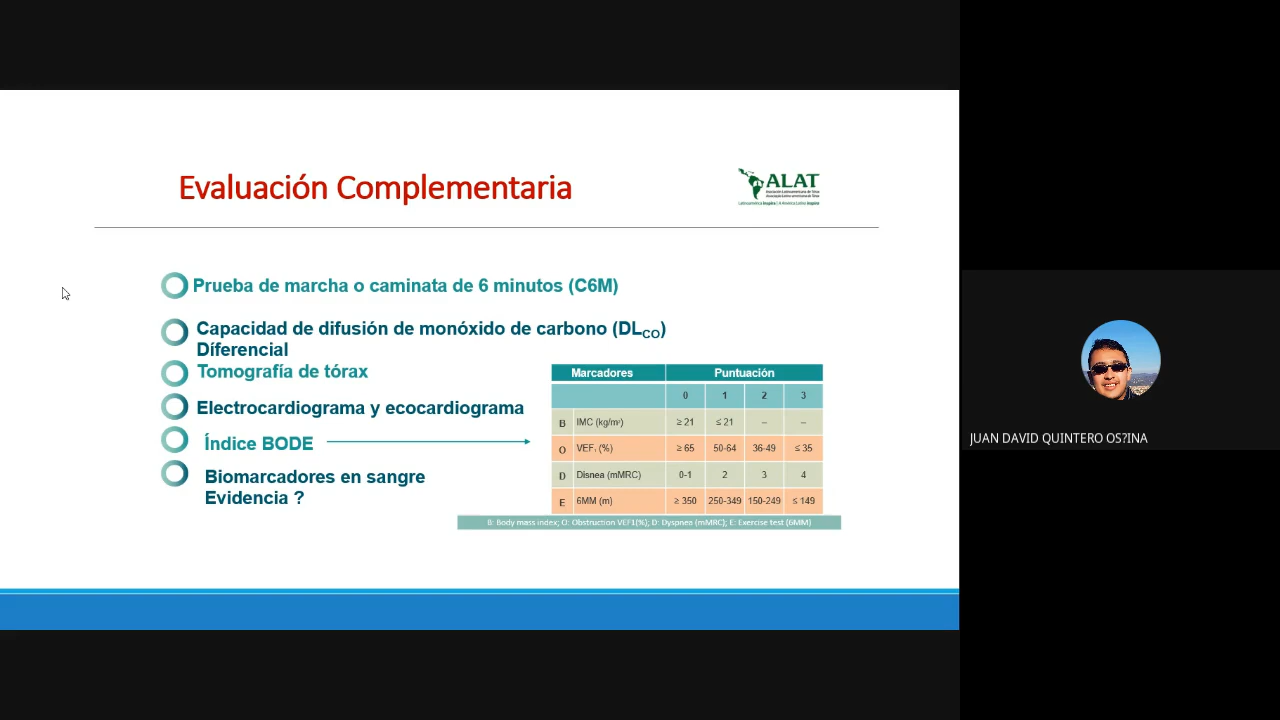 Evaluación Complementaria
ALAT
Prueba de marcha o caminata de 6 minutos (C6M)
Capacidad de difusión de monóxido de carbono (DLCO)
Diferencial
Tomografía de tórax
Electrocardiograma y ecocardiograma
Índice BODE
Biomarcadores en sangre
Evidencia ?
Marcadores Puntuación
0 1 2 3
B IMC (kg/m²) ≥ 21 ≤ 21 – –
O VEF₁ (%) ≥ 65 50-64 36-49 ≤ 35
D Disnea (mMRC) 0-1 2 3 4
E 6MM (m) ≥ 350 250-349 150-249 ≤ 149
B: Body mass index; O: Obstruction VEF1(%); D: Dyspnea (mMRC); E: Exercise test (6MM)
JUAN DAVID QUINTERO OS?INA